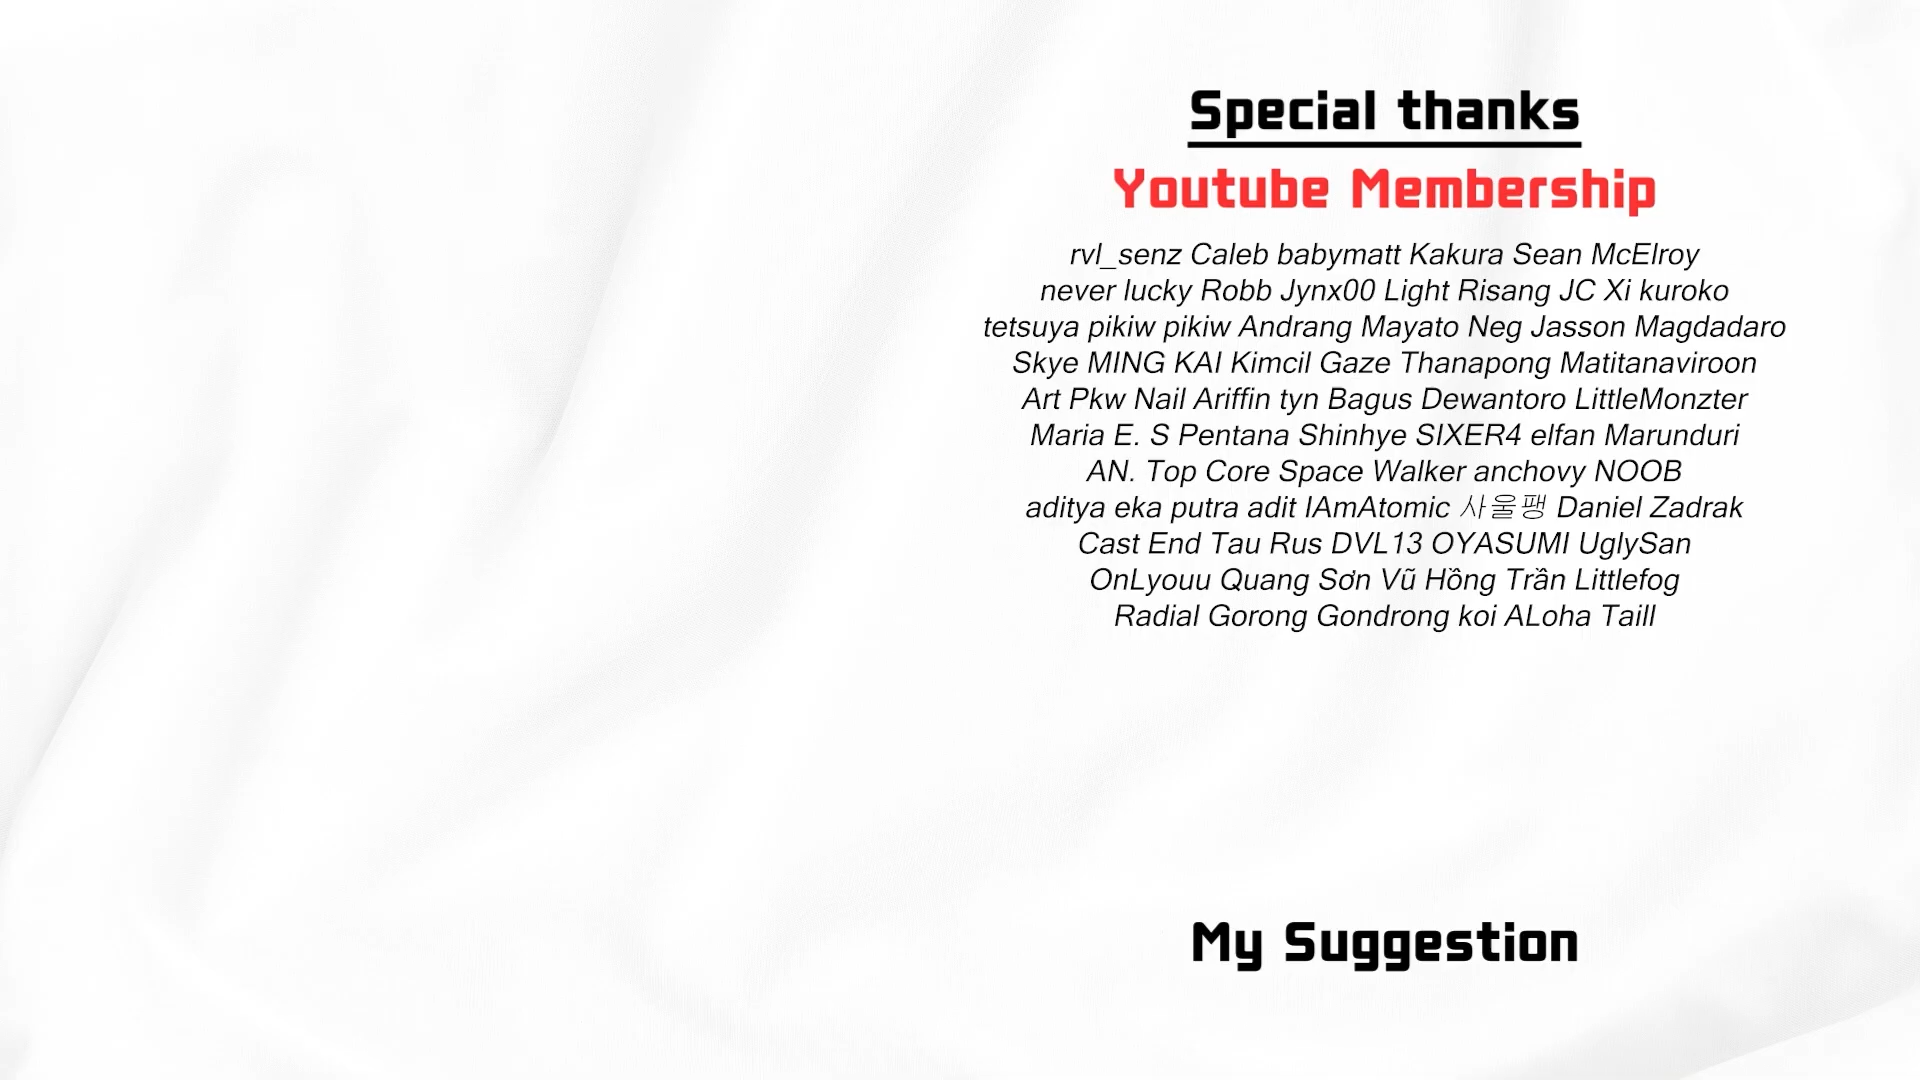 Special thanks
Youtube Membership
rvl_senz Caleb babymatt Kakura Sean McElroy
never lucky Robb Jynx00 Light Risang JC Xi kuroko
tetsuya pikiw pikiw Andrang Mayato Neg Jasson Magdadaro
Skye MING KAI Kimcil Gaze Thanapong Matitanaviroon
Art Pkw Nail Ariffin tyn Bagus Dewantoro LittleMonzter
Maria E. S Pentana Shinhye SIXER4 elfan Marunduri
AN. Top Core Space Walker anchovy NOOB
aditya eka putra adit IAmAtomic 사울팽 Daniel Zadrak
Cast End Tau Rus DVL13 OYASUMI UglySan
OnLyouu Quang Sơn Vũ Hồng Trần Littlefog
Radial Gorong Gondrong koi ALoha Taill
My Suggestion